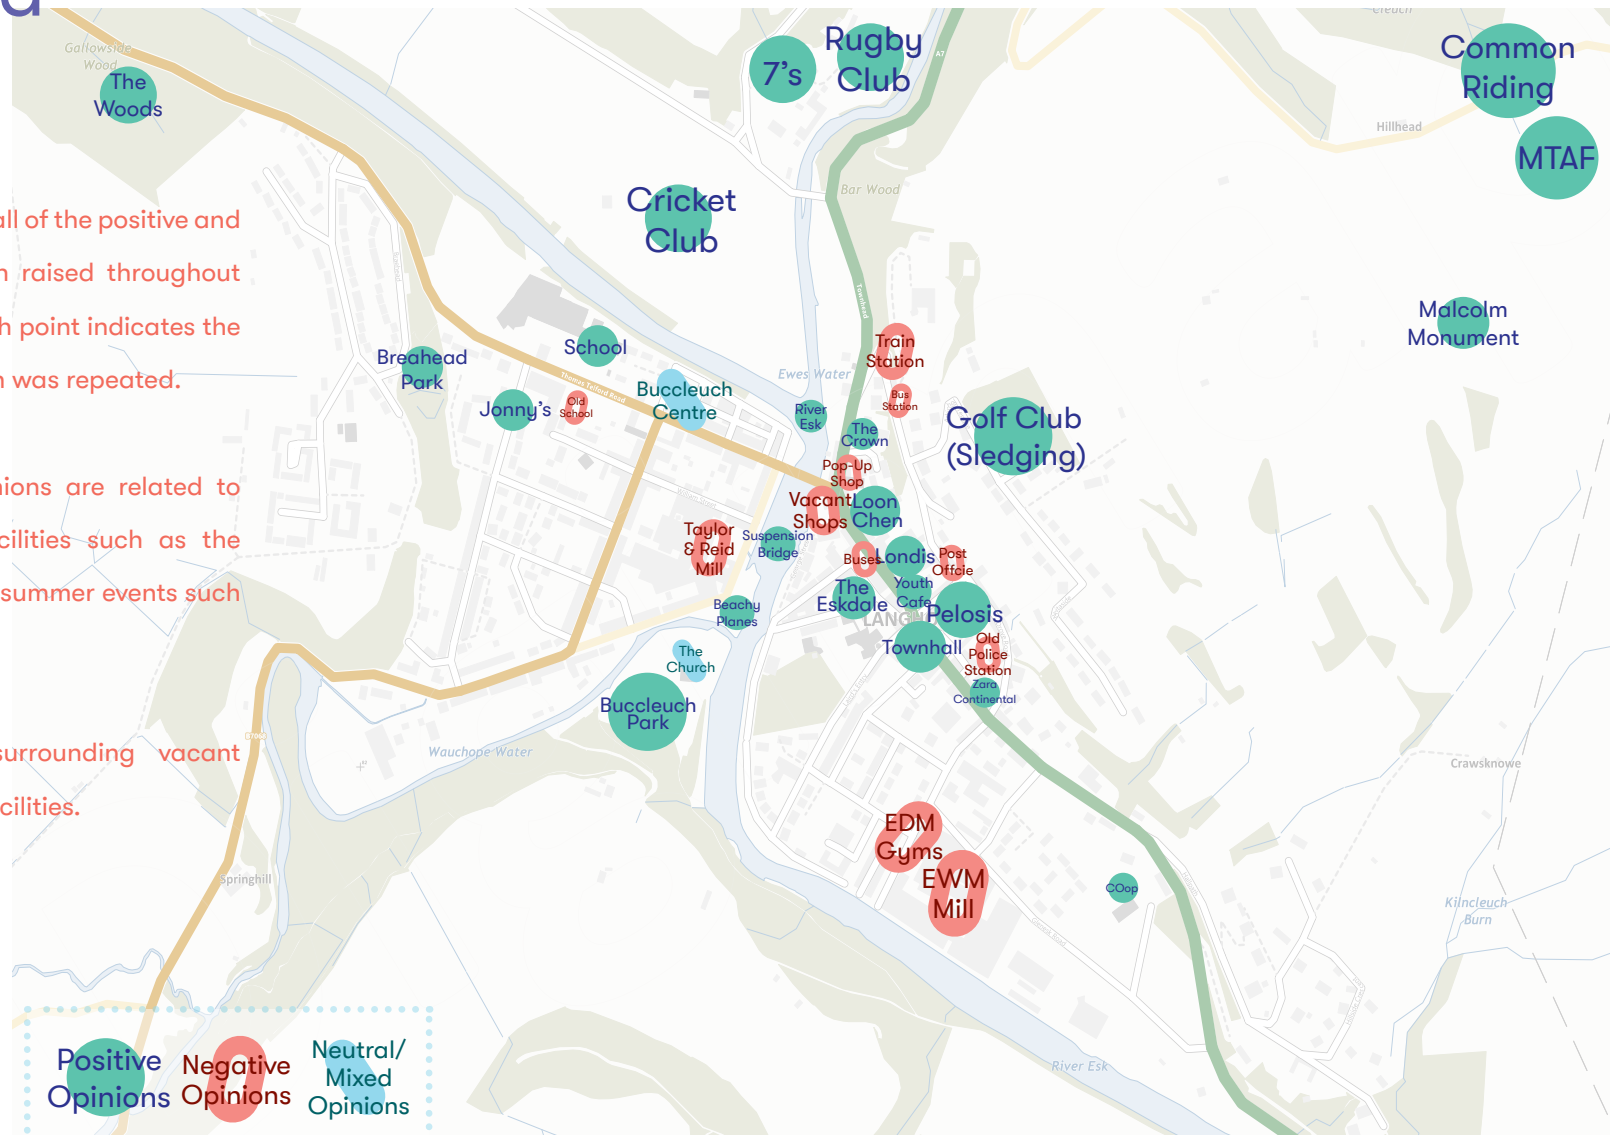 Gallowside
Wood
The
Woods
7's
Rugby
Club
A7
Cleuch
Common
Riding
Hillhead
MTAF
Bar Wood
Cricket
Club
all of the positive and
raised throughout
point indicates the
was repeated.
Townhead
Train
Station
Malcolm
Monument
School
Breahead
Park
Thomas Telford Road
Ewes Water
Buccleuch
Centre
Jonny's
Old
School
River
Esk
Bus
Station
The
Crown
Golf Club
(Sledging)
Pop-Up
Shop
are related to
such as the
summer events such
Vacant
Shops
Loon
Chen
Taylor
& Reid
Mill
Suspension
Bridge
Buses
Londis
Post
Offcie
Youth
Cafe
The
Eskdale
Pelosis
Beachy
Planes
Townhall
Old
Police
Station
The
Church
Zara
Continental
Buccleuch
Park
surrounding vacant
Wauchope Water
Crawsknowe
EDM
Gyms
EWM
Mill
Springhill
COop
Kilncleuch
Burn
Positive
Opinions
Negative
Opinions
Neutral/
Mixed
Opinions
River Esk